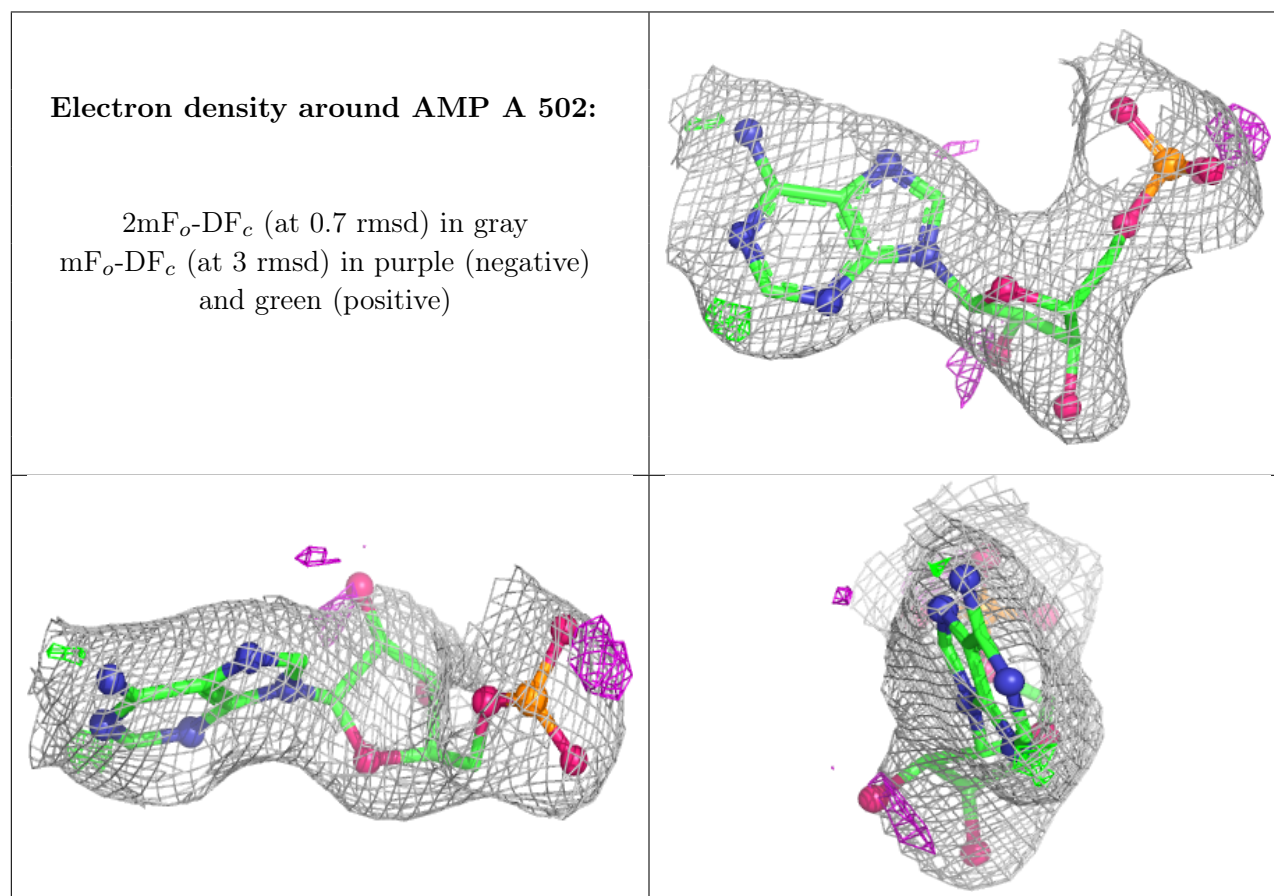 Electron density around AMP A 502:
2mFo-DFc (at 0.7 rmsd) in gray
mFo-DFc (at 3 rmsd) in purple (negative)
and green (positive)